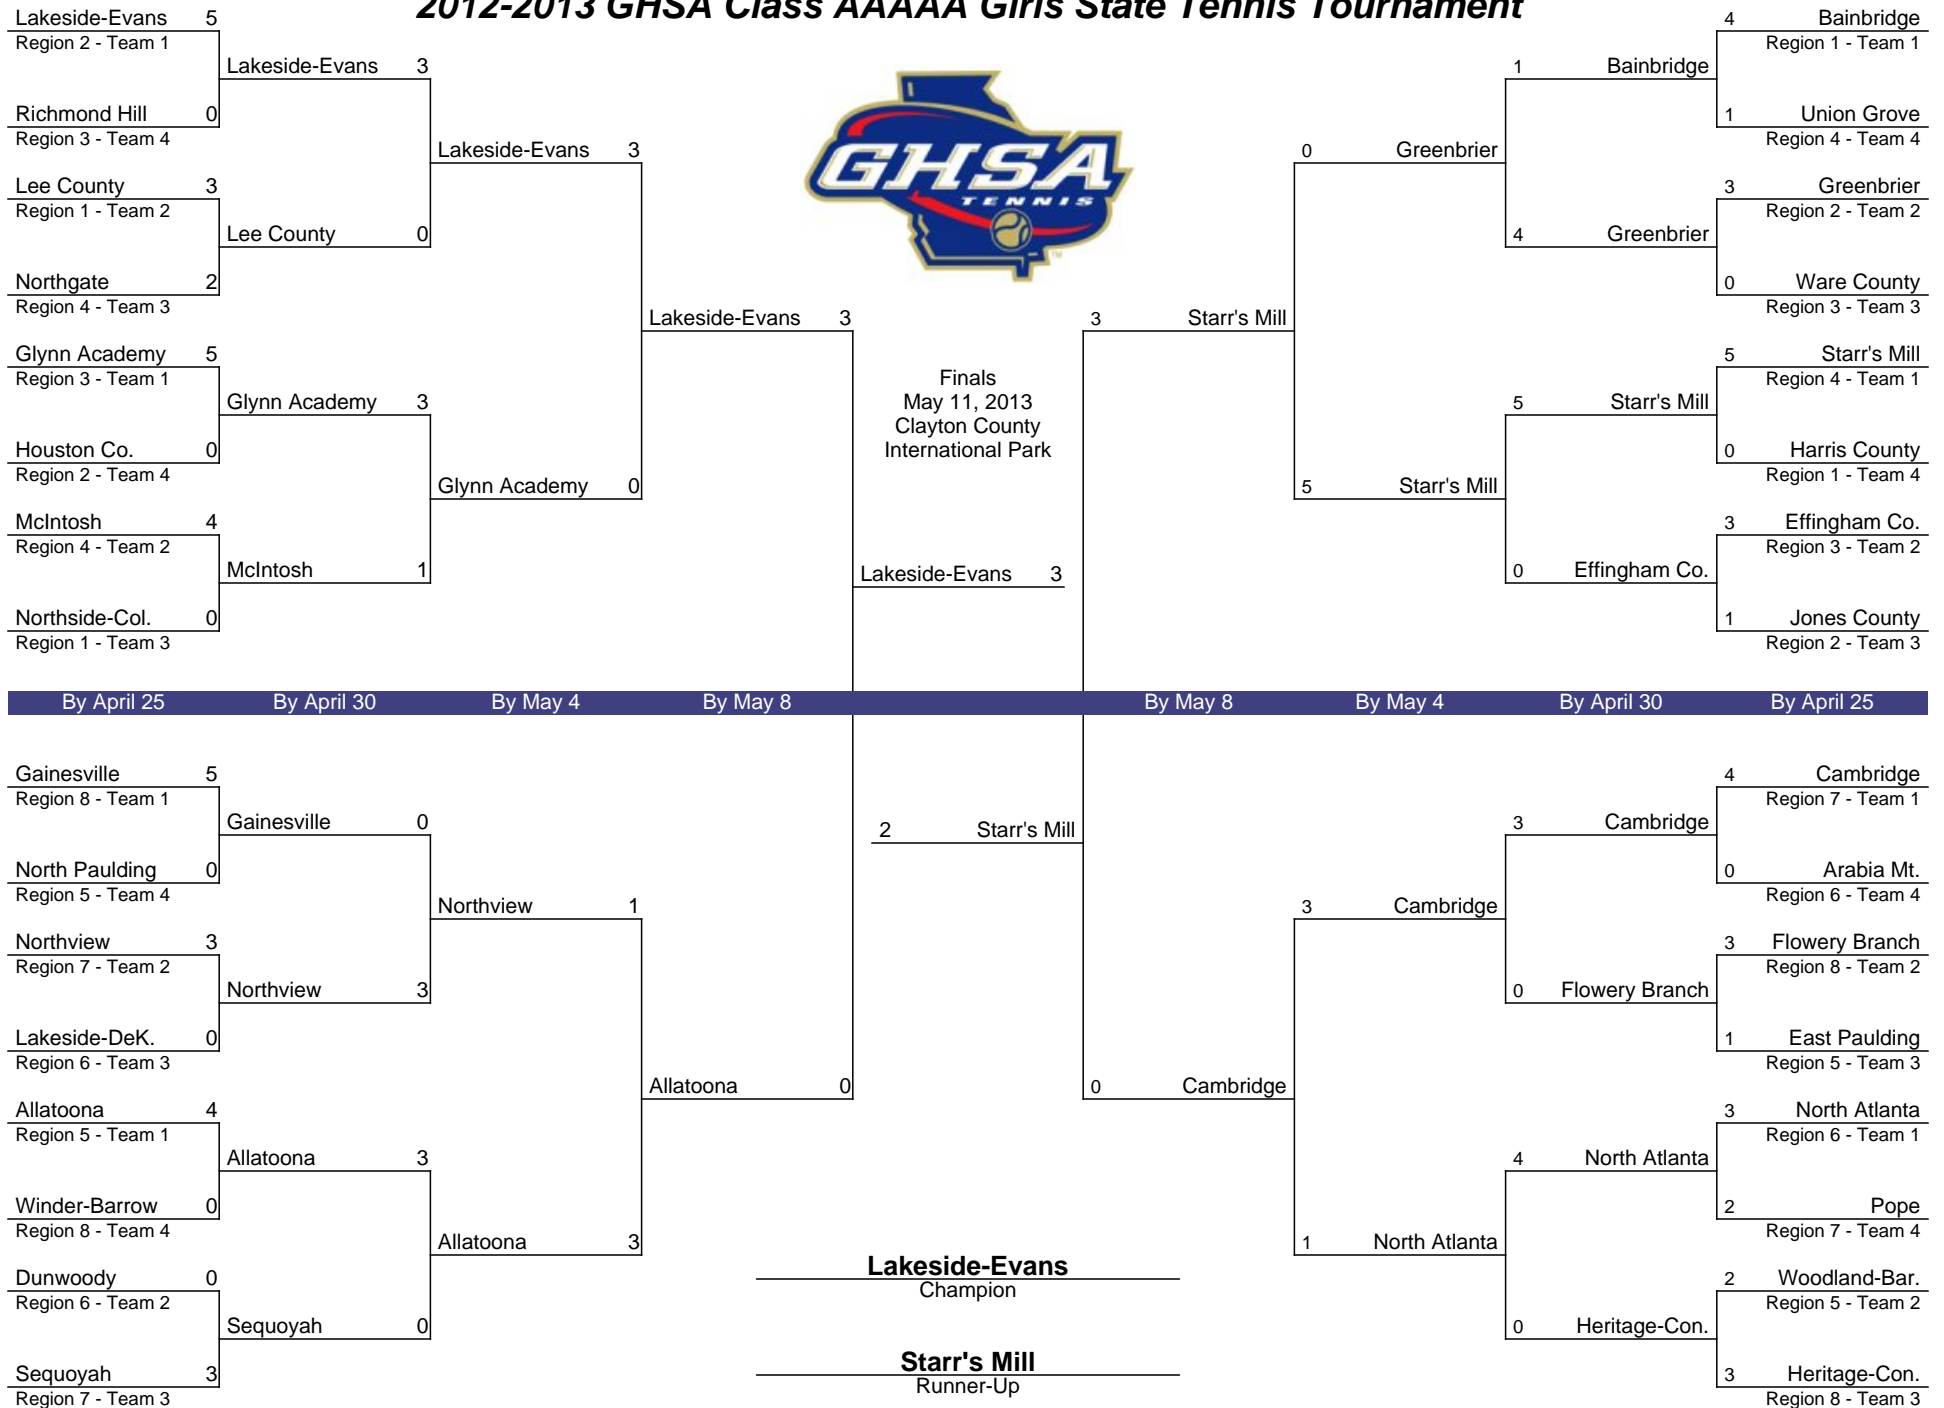 2012-2013 GHSA Class AAAAA Girls State Tennis Tournament
Lakeside-Evans 5
Region 2 - Team 1
Lakeside-Evans 3
Richmond Hill 0
Region 3 - Team 4
Lakeside-Evans 3
Lee County 3
Region 1 - Team 2
Lee County 0
Northgate 2
Region 4 - Team 3
Lakeside-Evans 3
Glynn Academy 5
Region 3 - Team 1
Glynn Academy 3
Houston Co. 0
Region 2 - Team 4
Glynn Academy 0
McIntosh 4
Region 4 - Team 2
McIntosh 1
Northside-Col. 0
Region 1 - Team 3
GHSA
TENNIS
TM
Finals
May 11, 2013
Clayton County
International Park
Lakeside-Evans 3
4 Bainbridge
Region 1 - Team 1
1 Bainbridge
1 Union Grove
Region 4 - Team 4
0 Greenbrier
3 Greenbrier
Region 2 - Team 2
4 Greenbrier
0 Ware County
Region 3 - Team 3
3 Starr's Mill
5 Starr's Mill
Region 4 - Team 1
5 Starr's Mill
0 Harris County
Region 1 - Team 4
5 Starr's Mill
3 Effingham Co.
Region 3 - Team 2
0 Effingham Co.
1 Jones County
Region 2 - Team 3
By April 25 By April 30 By May 4 By May 8 By May 8 By May 4 By April 30 By April 25
Gainesville 5
Region 8 - Team 1
Gainesville 0
North Paulding 0
Region 5 - Team 4
Northview 1
Northview 3
Region 7 - Team 2
Northview 3
Lakeside-DeK. 0
Region 6 - Team 3
Allatoona 0
Allatoona 4
Region 5 - Team 1
Allatoona 3
Winder-Barrow 0
Region 8 - Team 4
Allatoona 3
Dunwoody 0
Region 6 - Team 2
Sequoyah 0
Sequoyah 3
Region 7 - Team 3
2 Starr's Mill
Lakeside-Evans
Champion
Starr's Mill
Runner-Up
4 Cambridge
Region 7 - Team 1
3 Cambridge
0 Arabia Mt.
Region 6 - Team 4
3 Cambridge
3 Flowery Branch
Region 8 - Team 2
0 Flowery Branch
1 East Paulding
Region 5 - Team 3
0 Cambridge
3 North Atlanta
Region 6 - Team 1
4 North Atlanta
2 Pope
Region 7 - Team 4
1 North Atlanta
2 Woodland-Bar.
Region 5 - Team 2
0 Heritage-Con.
3 Heritage-Con.
Region 8 - Team 3